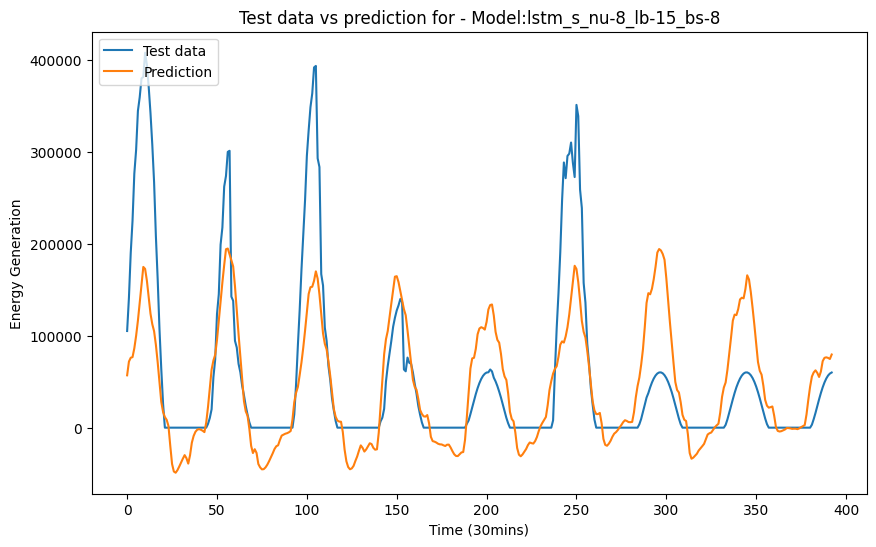 Test data vs prediction for - Model:lstm_s_nu-8_lb-15_bs-8
Test data
Prediction
400000
300000
200000
100000
0
Energy Generation
0 50 100 150 200 250 300 350 400
Time (30mins)